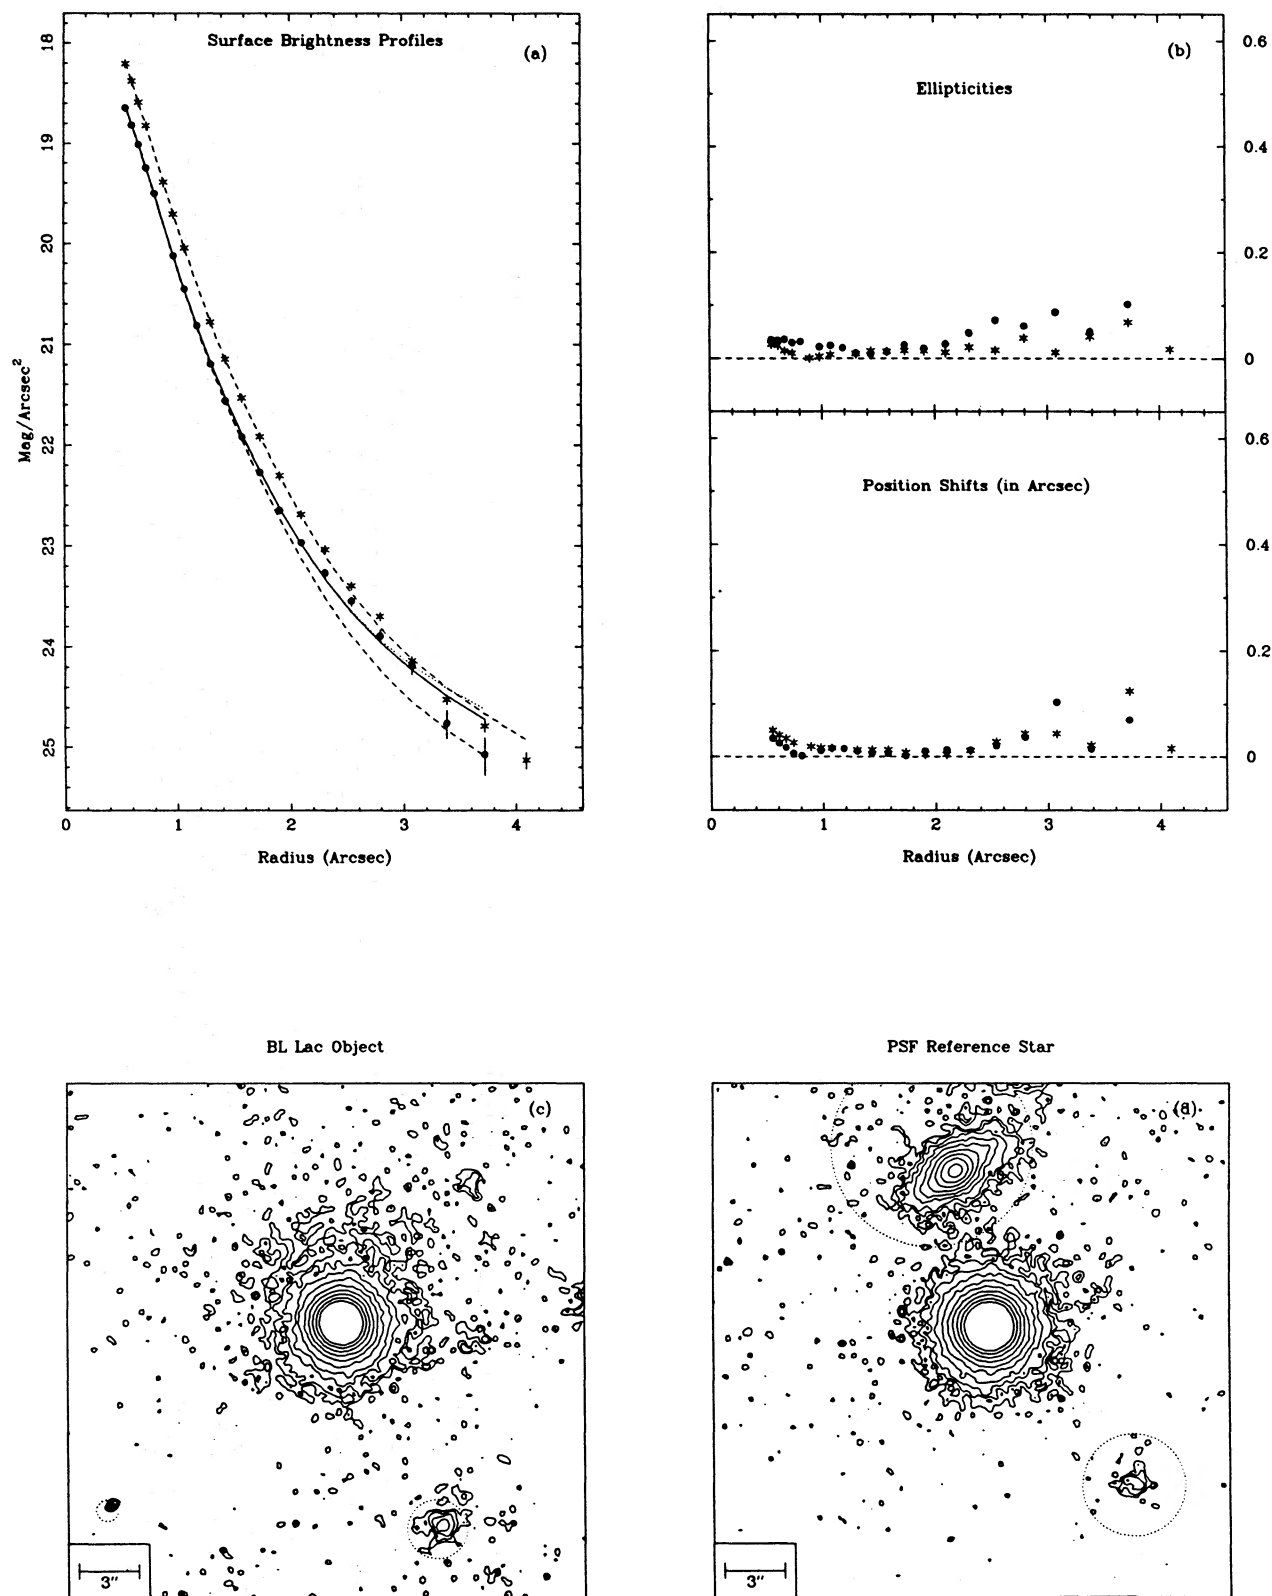 Surface Brightness Profiles
(a)
18
19
20
21
22
23
24
25
Mag/Arcsec²
0 1 2 3 4
Radius (Arcsec)
(b)
Ellipticities
0.6
0.4
0.2
0
Position Shifts (in Arcsec)
0.6
0.4
0.2
0
0 1 2 3 4
Radius (Arcsec)
BL Lac Object
(c)
3"
PSF Reference Star
(d)
3"